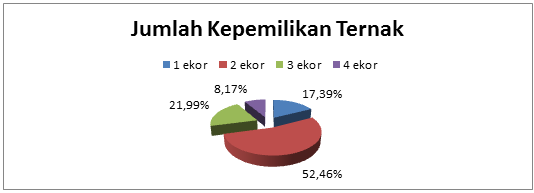 Jumlah Kepemilikan Ternak
1 ekor 2 ekor 3 ekor 4 ekor
8,17% 17,39%
21,99%
52,46%